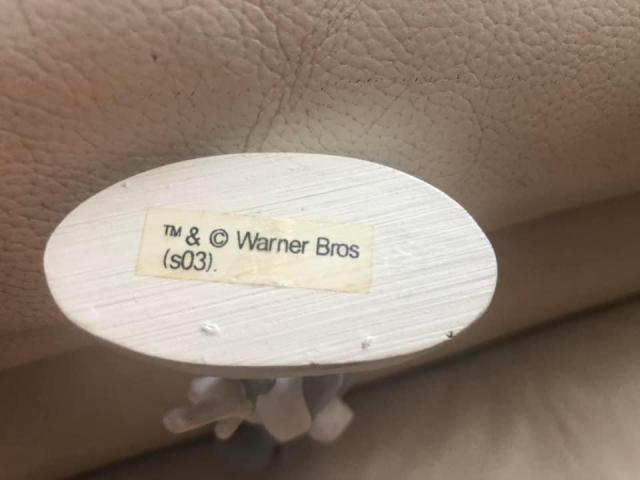 ™ & © Warner Bros
(s03).